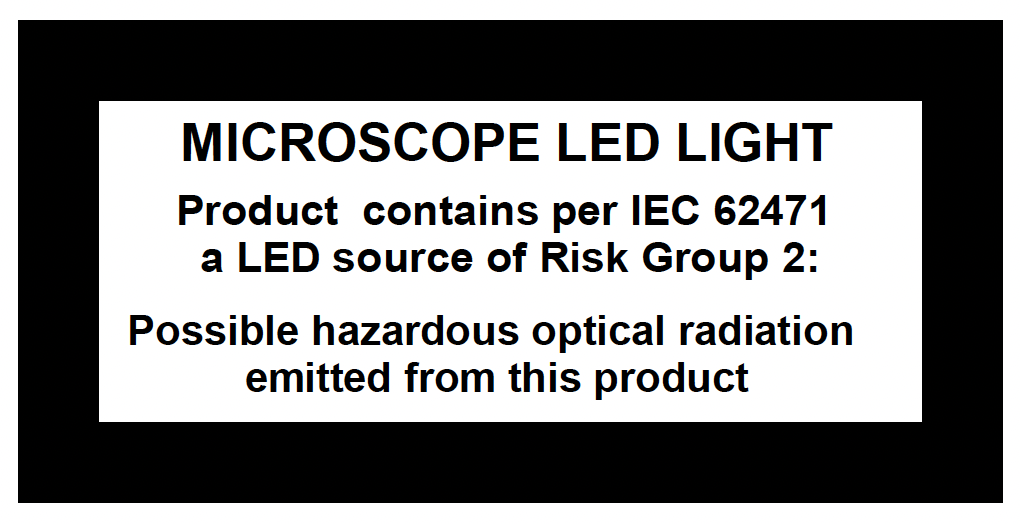 MICROSCOPE LED LIGHT
Product  contains per IEC 62471
a LED source of Risk Group 2:
Possible hazardous optical radiation
emitted from this product